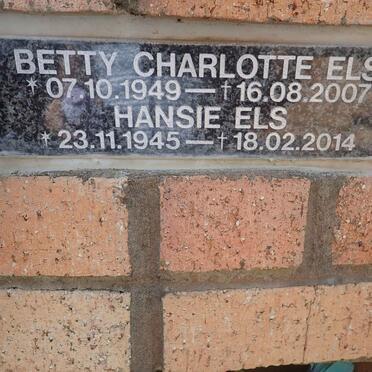 BETTY CHARLOTTE ELS
* 07.10.1949 — † 16.08.2007
HANSIE ELS
* 23.11.1945 — † 18.02.2014